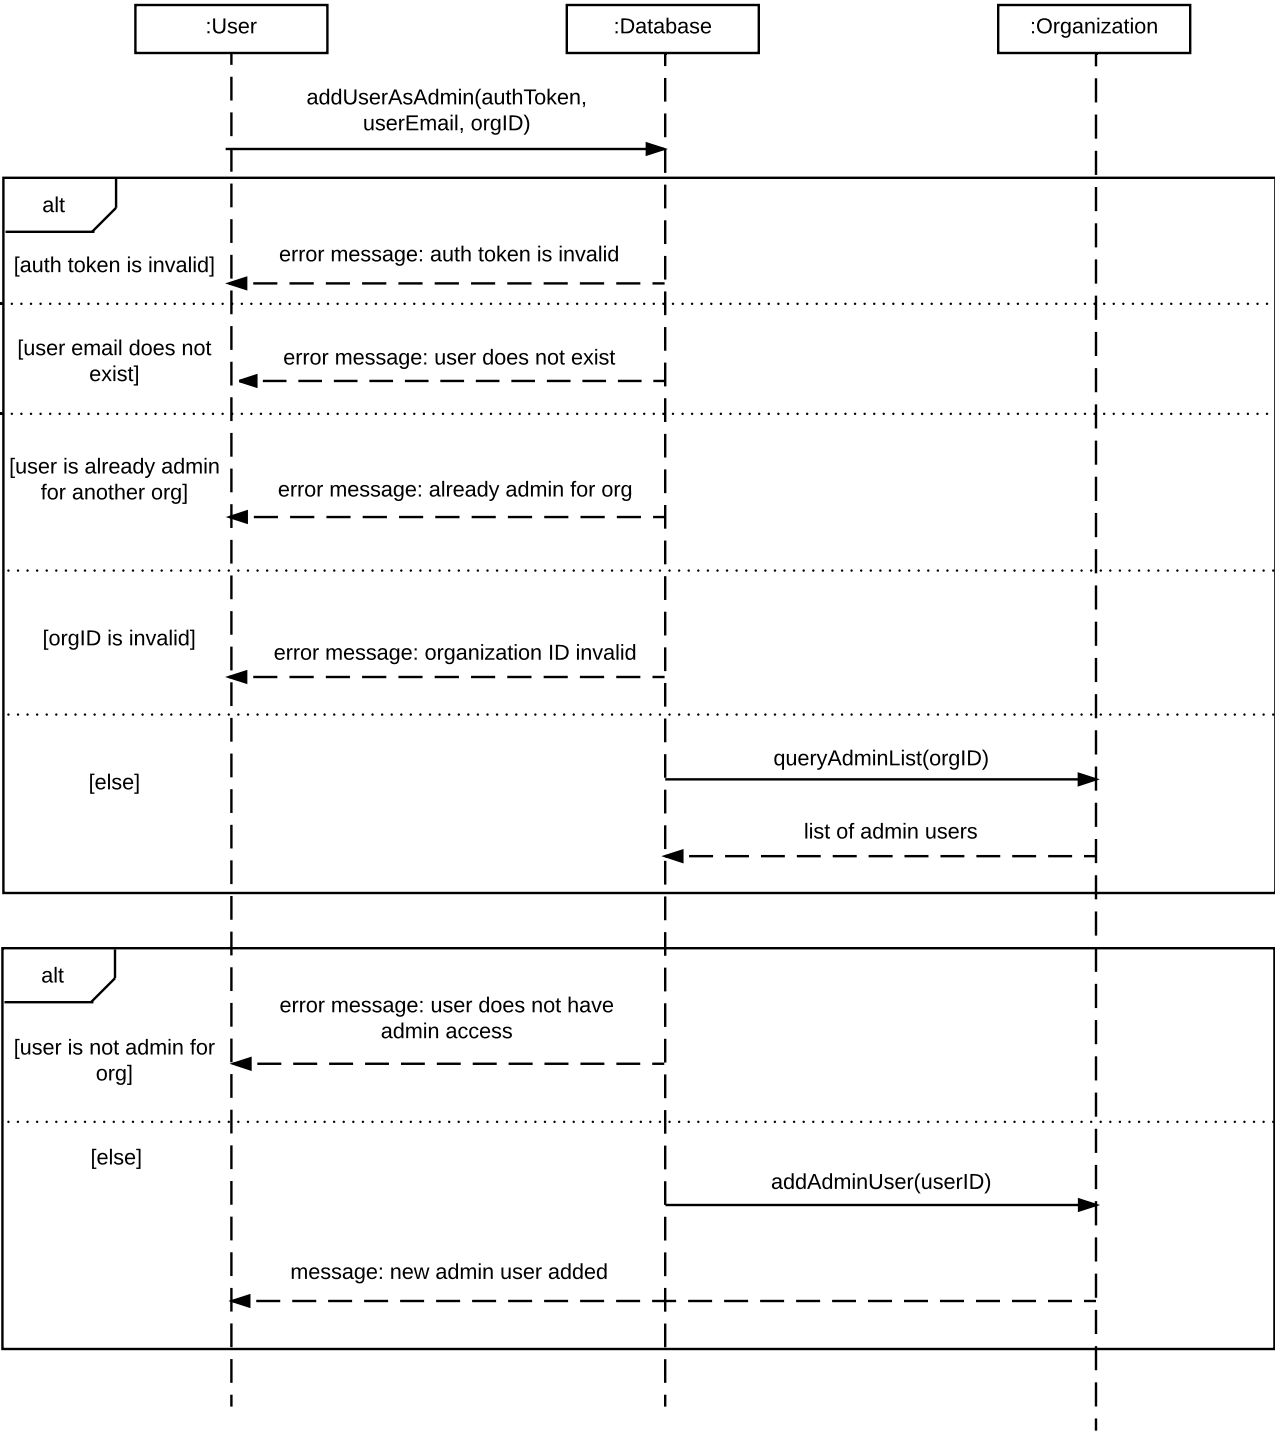 :User
:Database
:Organization
addUserAsAdmin(authToken,
userEmail, orgID)
alt
error message: auth token is invalid
[auth token is invalid]
[user email does not
exist]
error message: user does not exist
[user is already admin
for another org]
error message: already admin for org
[orgID is invalid]
error message: organization ID invalid
queryAdminList(orgID)
[else]
list of admin users
alt
error message: user does not have
admin access
[user is not admin for
org]
[else]
addAdminUser(userID)
message: new admin user added